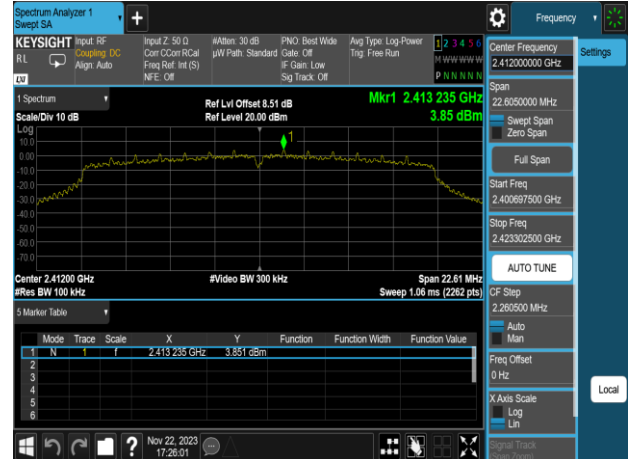 Spectrum Analyzer 1
Swept SA
+
Frequency
KEYSIGHT
RL
LXI
Input: RF
Coupling: DC
Align: Auto
Input Z: 50 Ω
Corr CCorr RCal
Freq Ref: Int (S)
NFE: Off
#Atten: 30 dB
µW Path: Standard
PNO: Best Wide
Gate: Off
IF Gain: Low
Sig Track: Off
Avg Type: Log-Power
Trig: Free Run
1 2 3 4 5 6
M W W W W W
P N N N N N
Center Frequency
2.412000000 GHz
Settings
Span
22.6050000 MHz
Swept Span
Zero Span
Full Span
Start Freq
2.400697500 GHz
Stop Freq
2.423302500 GHz
AUTO TUNE
CF Step
2.260500 MHz
Auto
Man
Freq Offset
0 Hz
X Axis Scale
Log
Lin
Signal Track
(Span Zoom)
Local
1 Spectrum
Scale/Div 10 dB
Ref Lvl Offset 8.51 dB
Ref Level 20.00 dBm
Mkr1 2.413 235 GHz
3.85 dBm
Log
10.0
0.00
-10.0
-20.0
-30.0
-40.0
-50.0
-60.0
-70.0
1
Center 2.41200 GHz
#Res BW 100 kHz
#Video BW 300 kHz
Span 22.61 MHz
Sweep 1.06 ms (2262 pts)
5 Marker Table
Mode Trace Scale X Y Function Function Width Function Value
1 N 1 f 2.413 235 GHz 3.851 dBm
2
3
4
5
6
?
Nov 22, 2023
17:26:01